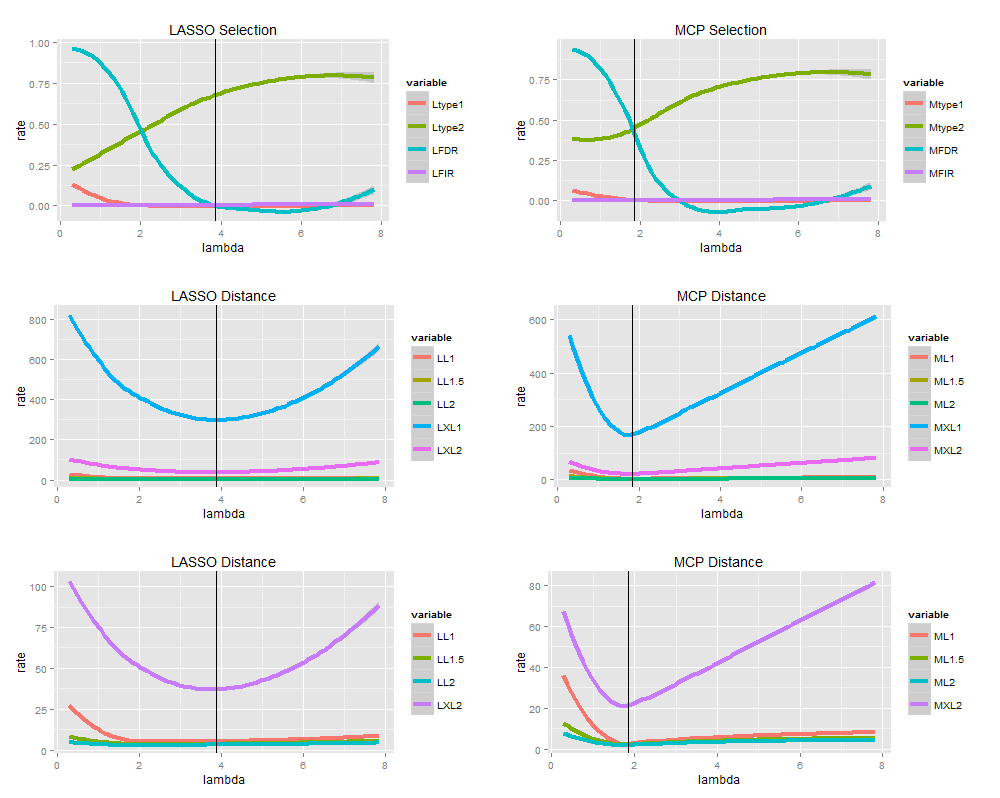 LASSO Selection
1.00
0.75
0.50
0.25
0.00
rate
0 2 4 6 8
lambda
variable
Ltype1
Ltype2
LFDR
LFIR
MCP Selection
0.75
0.50
0.25
0.00
rate
0 2 4 6 8
lambda
variable
Mtype1
Mtype2
MFDR
MFIR
LASSO Distance
800
600
400
200
0
rate
0 2 4 6 8
lambda
variable
LL1
LL1.5
LL2
LXL1
LXL2
MCP Distance
600
400
200
0
rate
0 2 4 6 8
lambda
variable
ML1
ML1.5
ML2
MXL1
MXL2
LASSO Distance
100
75
50
25
0
rate
0 2 4 6 8
lambda
variable
LL1
LL1.5
LL2
LXL2
MCP Distance
80
60
40
20
0
rate
0 2 4 6 8
lambda
variable
ML1
ML1.5
ML2
MXL2